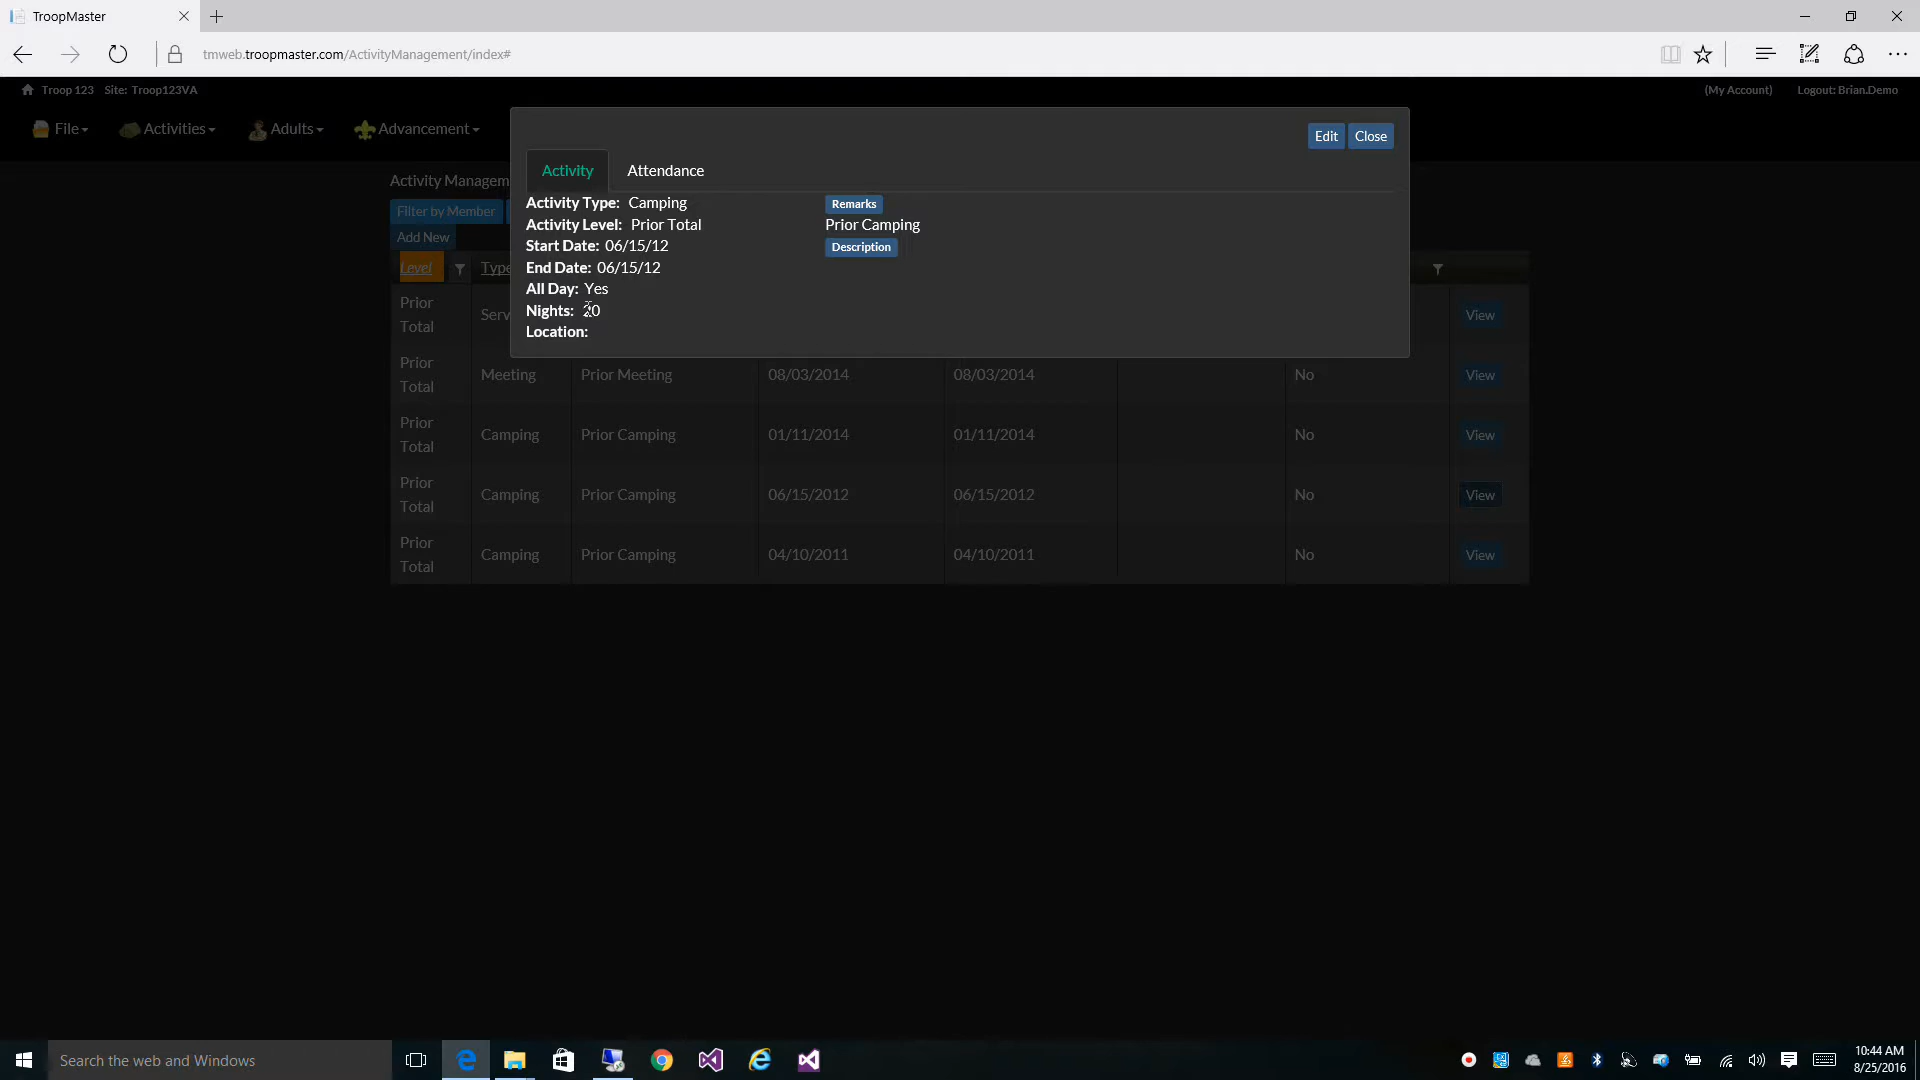 TroopMaster
tmweb.troopmaster.com/ActivityManagement/index#
Troop 123 Site: Troop123VA
(My Account) Logout: Brian.Demo
File Activities Adults Advancement
Edit Close
Activity Attendance
Activity Type: Camping
Activity Level: Prior Total
Start Date: 06/15/12
End Date: 06/15/12
All Day: Yes
Nights: 20
Location:
Remarks
Prior Camping
Description
Activity Managem
Filter by Member
Add New
Level Type
Prior Total Serv View
Prior Total Meeting Prior Meeting 08/03/2014 08/03/2014 No View
Prior Total Camping Prior Camping 01/11/2014 01/11/2014 No View
Prior Total Camping Prior Camping 06/15/2012 06/15/2012 No View
Prior Total Camping Prior Camping 04/10/2011 04/10/2011 No View
Search the web and Windows
10:44 AM
8/25/2016